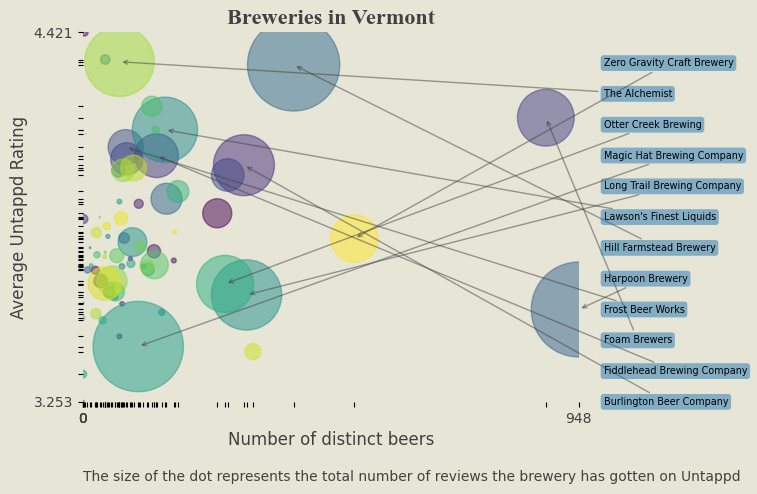 Breweries in Vermont
4.421
Average Untappd Rating
3.253
0
0
948
Number of distinct beers
Zero Gravity Craft Brewery
The Alchemist
Otter Creek Brewing
Magic Hat Brewing Company
Long Trail Brewing Company
Lawson's Finest Liquids
Hill Farmstead Brewery
Harpoon Brewery
Frost Beer Works
Foam Brewers
Fiddlehead Brewing Company
Burlington Beer Company
The size of the dot represents the total number of reviews the brewery has gotten on Untappd